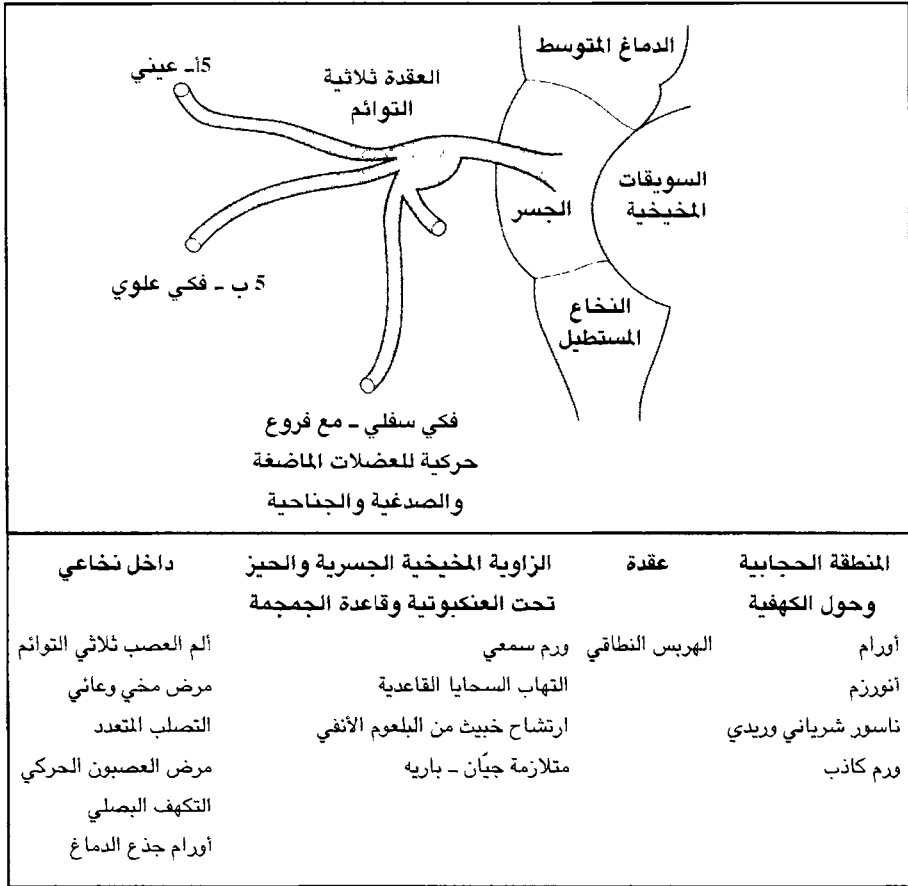 الدماغ المتوسط
5أ - عيني
العقدة ثلاثية
التوائم
السويقات
المخيخية
الجسر
5 ب - فكي علوي
النخاع
المستطيل
فكي سفلي - مع فروع
حركية للعضلات الماضغة
والصدغية والجناحية
المنطقة الحجابية
وحول الكهفية
أورام
أنورزم
ناسور شرياني وريدي
ورم كاذب
عقدة
الهربس النطاقي
الزاوية المخيخية الجسرية والحيز
تحت العنكبوتية وقاعدة الجمجمة
ورم سمعي
التهاب السحايا القاعدية
ارتشاح خبيث من البلعوم الأنفي
متلازمة جيّان - باريه
داخل نخاعي
ألم العصب ثلاثي التوائم
مرض مخي وعائي
التصلب المتعدد
مرض العصبون الحركي
التكهف البصلي
أورام جذع الدماغ